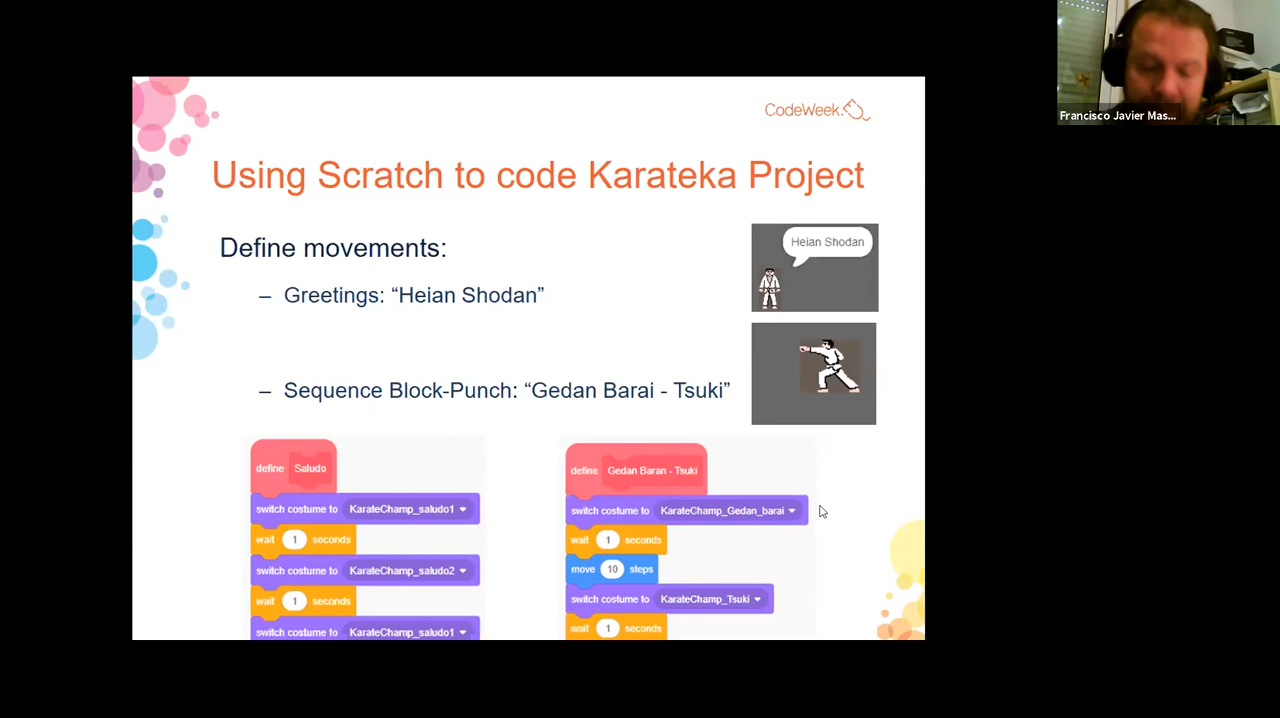 Francisco Javier Mas...
CodeWeek
Using Scratch to code Karateka Project
Define movements:
– Greetings: “Heian Shodan”
Heian Shodan
– Sequence Block-Punch: “Gedan Barai - Tsuki”
define Saludo
switch costume to KarateChamp_saludo1
wait 1 seconds
switch costume to KarateChamp_saludo2
wait 1 seconds
switch costume to KarateChamp_saludo1
define Gedan Baran - Tsuki
switch costume to KarateChamp_Gedan_barai
wait 1 seconds
move 10 steps
switch costume to KarateChamp_Tsuki
wait 1 seconds